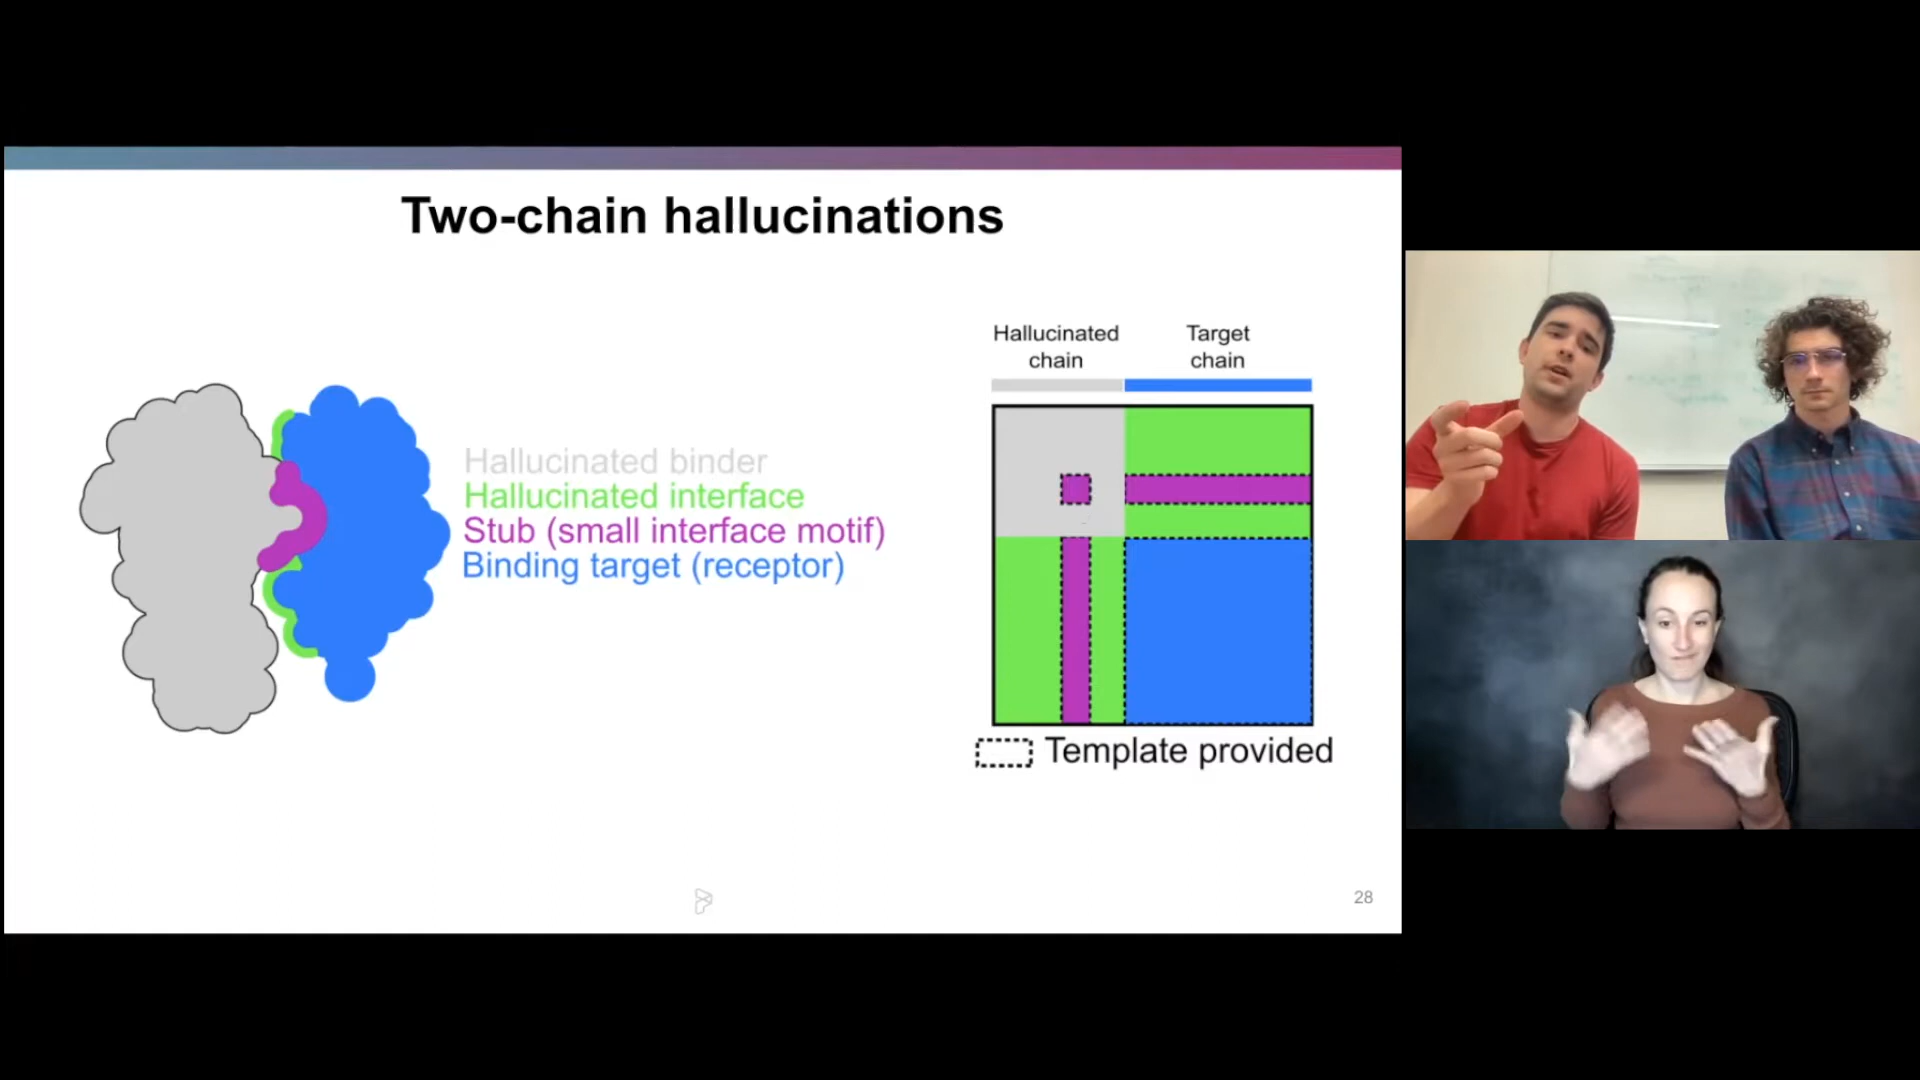 Two-chain hallucinations
Hallucinated binder
Hallucinated interface
Stub (small interface motif)
Binding target (receptor)
Hallucinated
chain
Target
chain
Template provided
28